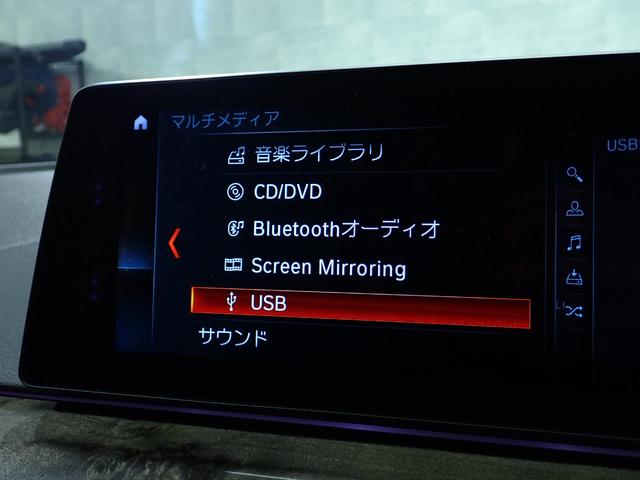 マルチメディア
音楽ライブラリ
CD/DVD
Bluetoothオーディオ
Screen Mirroring
USB
サウンド
USB